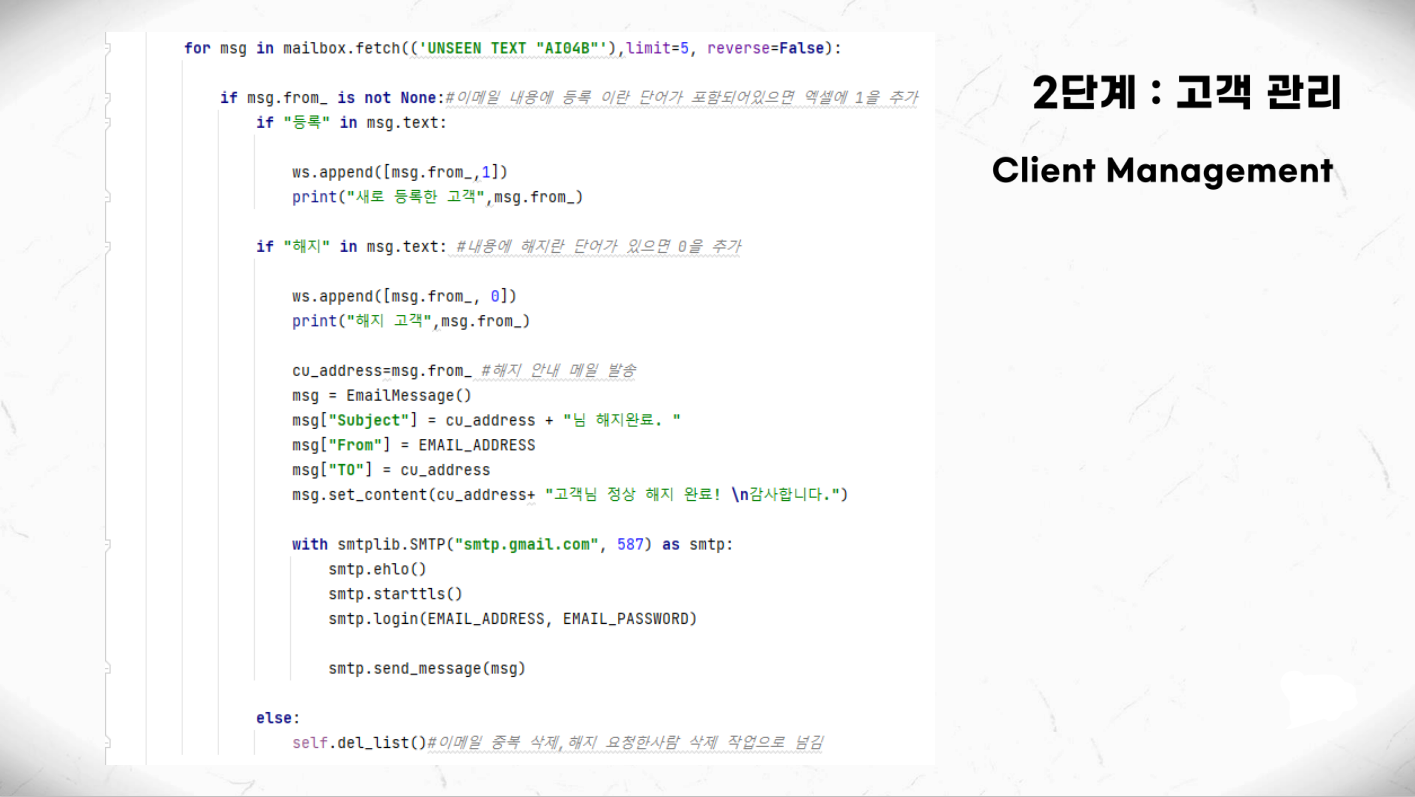 for msg in mailbox.fetch(('UNSEEN TEXT "AI04B"'),limit=5, reverse=False):
if msg.from_ is not None:#이메일 내용에 등록 이란 단어가 포함되어있으면 엑셀에 1을 추가
if "등록" in msg.text:
ws.append([msg.from_,1])
print("새로 등록한 고객",msg.from_)
if "해지" in msg.text: #내용에 해지란 단어가 있으면 0을 추가
ws.append([msg.from_, 0])
print("해지 고객",msg.from_)
cu_address=msg.from_ #해지 안내 메일 발송
msg = EmailMessage()
msg["Subject"] = cu_address + "님 해지완료. "
msg["From"] = EMAIL_ADDRESS
msg["TO"] = cu_address
msg.set_content(cu_address+ "고객님 정상 해지 완료! \n감사합니다.")
with smtplib.SMTP("smtp.gmail.com", 587) as smtp:
smtp.ehlo()
smtp.starttls()
smtp.login(EMAIL_ADDRESS, EMAIL_PASSWORD)
smtp.send_message(msg)
else:
self.del_list()#이메일 중복 삭제,해지 요청한사람 삭제 작업으로 넘김
2단계 : 고객 관리
Client Management